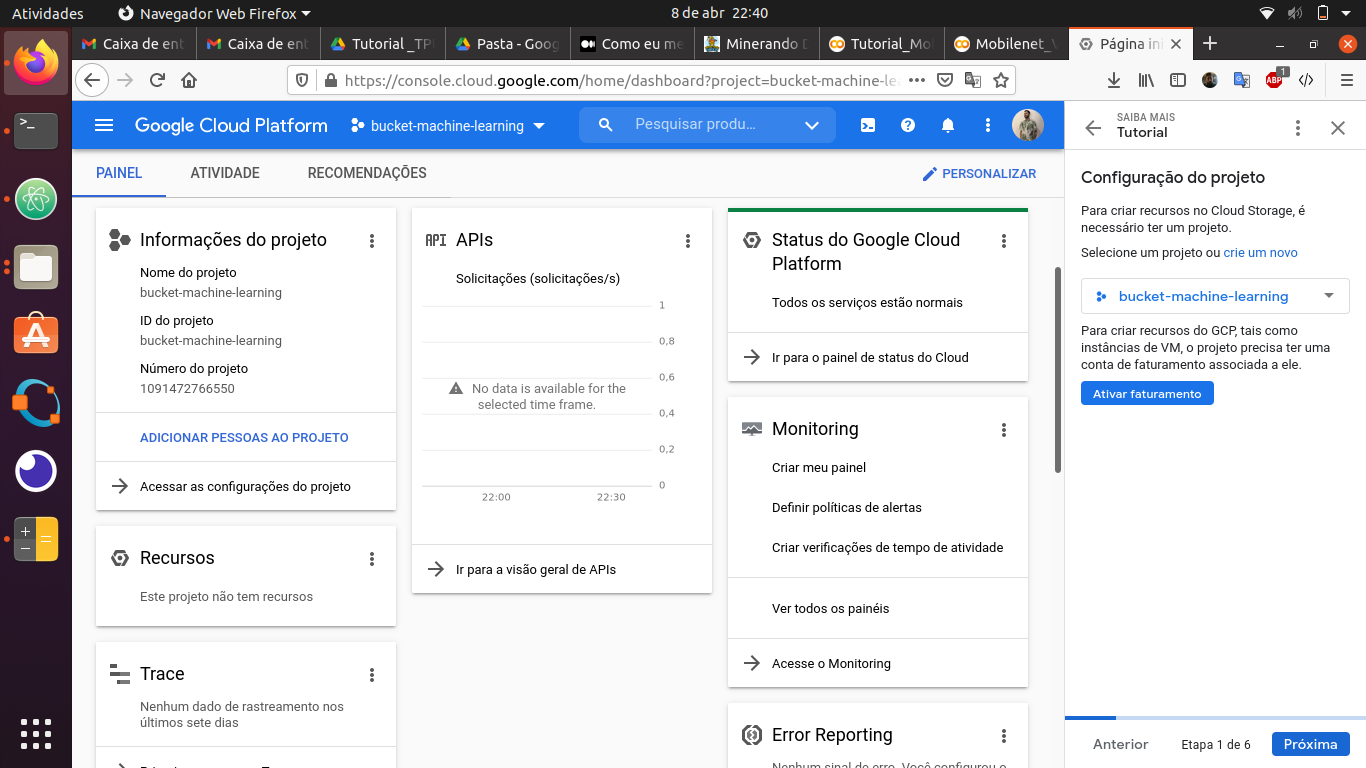 Atividades
Navegador Web Firefox
8 de abr 22:40
Caixa de ent
Caixa de ent
Tutorial _TP
Pasta - Goog
Como eu me
Minerando D
Tutorial_Mo
Mobilenet_V
Página ini
https://console.cloud.google.com/home/dashboard?project=bucket-machine-le
ABP
1
Google Cloud Platform
bucket-machine-learning
Pesquisar produ...
PAINEL
ATIVIDADE
RECOMENDAÇÕES
PERSONALIZAR
Informações do projeto
Nome do projeto
bucket-machine-learning
ID do projeto
bucket-machine-learning
Número do projeto
1091472766550
ADICIONAR PESSOAS AO PROJETO
Acessar as configurações do projeto
Recursos
Este projeto não tem recursos
Trace
Nenhum dado de rastreamento nos
últimos sete dias
API APIs
Solicitações (solicitações/s)
1
0,8
0,6
No data is available for the
selected time frame.
0,4
0,2
0
22:00
22:30
Ir para a visão geral de APIs
Status do Google Cloud
Platform
Todos os serviços estão normais
Ir para o painel de status do Cloud
Monitoring
Criar meu painel
Definir políticas de alertas
Criar verificações de tempo de atividade
Ver todos os painéis
Acesse o Monitoring
Error Reporting
Nenhum sinal de erro. Você configurou o
SAIBA MAIS
Tutorial
Configuração do projeto
Para criar recursos no Cloud Storage, é
necessário ter um projeto.
Selecione um projeto ou crie um novo
bucket-machine-learning
Para criar recursos do GCP, tais como
instâncias de VM, o projeto precisa ter uma
conta de faturamento associada a ele.
Ativar faturamento
Anterior
Etapa 1 de 6
Próxima